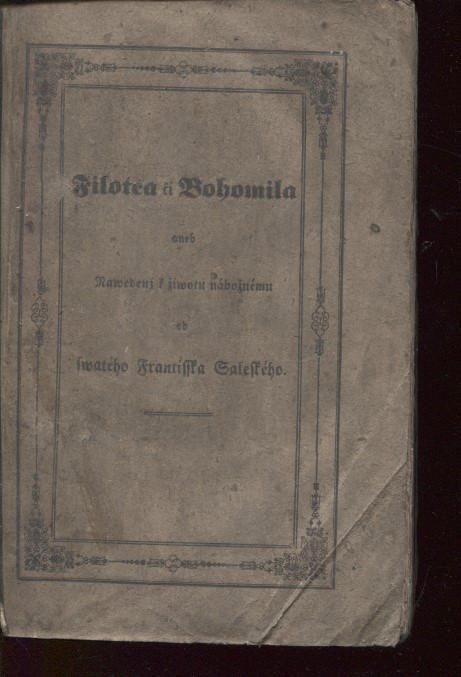 Filotea či Bohomila
aneb
Nawedenj k žiwotu nábožnému
od
swatého Frantisska Saleského.